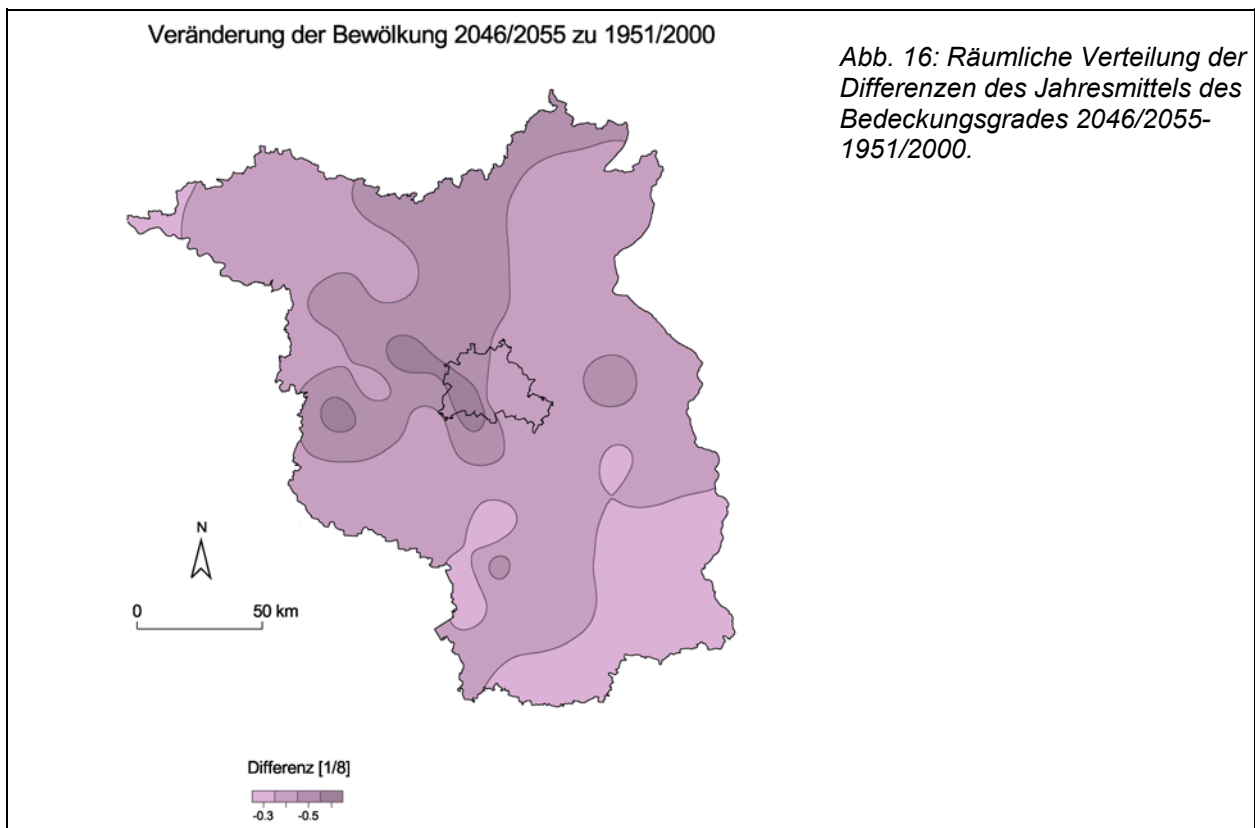 Veränderung der Bewölkung 2046/2055 zu 1951/2000
Abb. 16: Räumliche Verteilung der
Differenzen des Jahresmittels des
Bedeckungsgrades 2046/2055-
1951/2000.
N
0 50 km
Differenz [1/8]
-0.3 -0.5